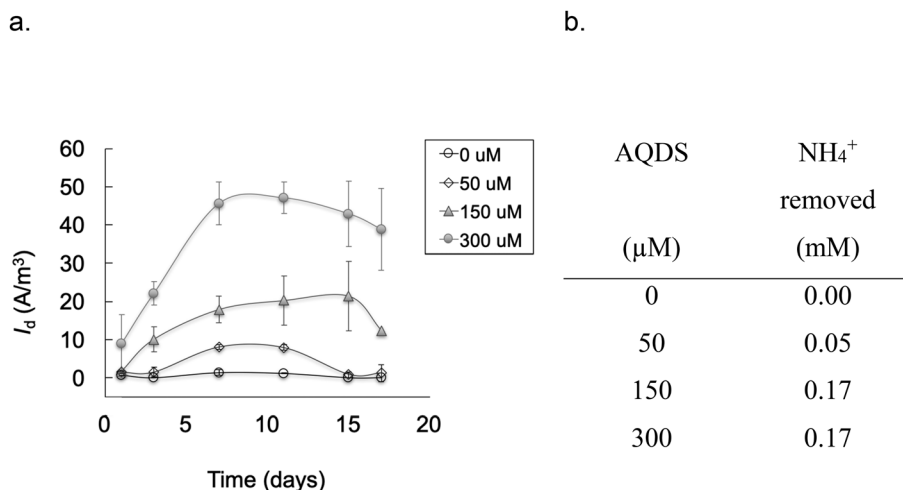 a.
60
50
40
30
20
10
0
I_d (A/m³)
0 5 10 15 20
Time (days)
0 uM
50 uM
150 uM
300 uM
b.
AQDS NH₄⁺
removed
(µM) (mM)
0 0.00
50 0.05
150 0.17
300 0.17